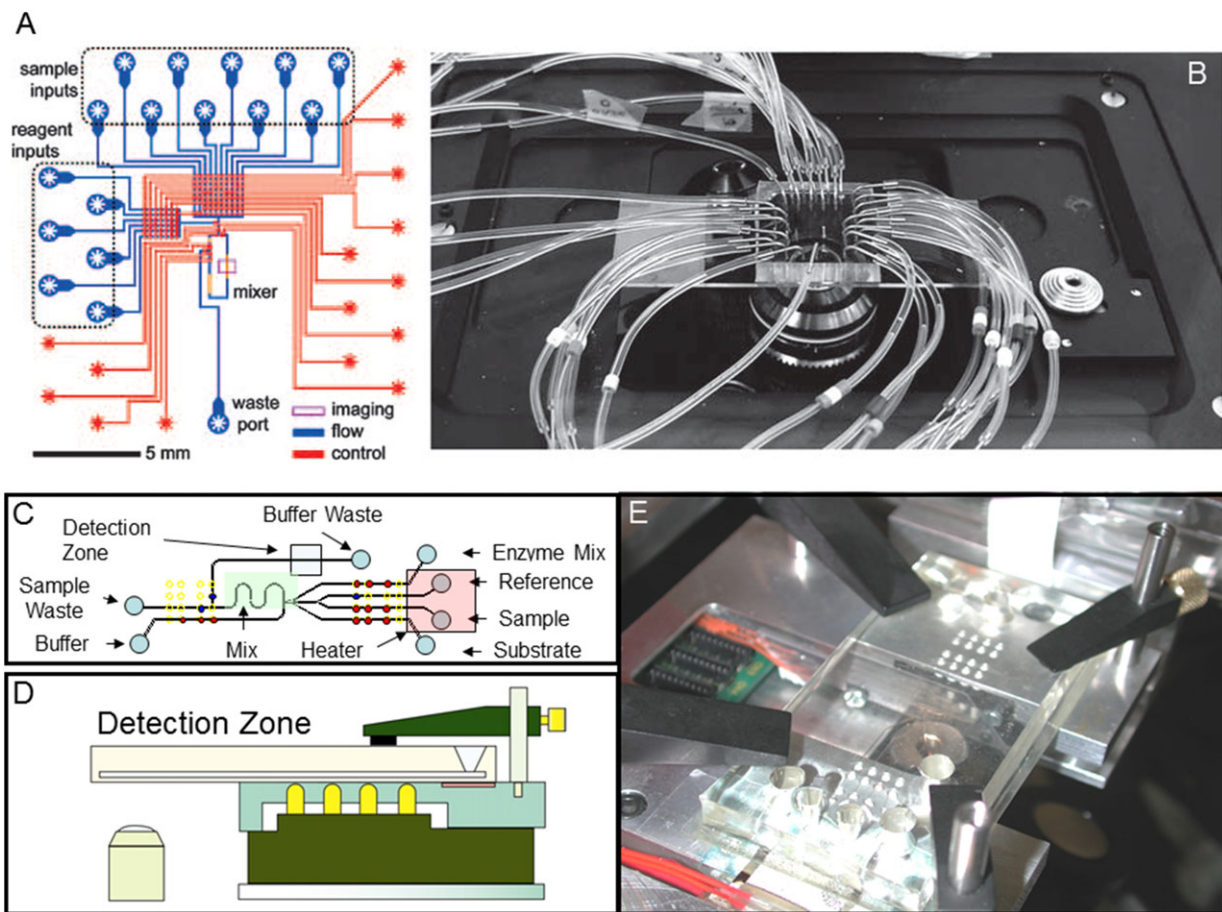 A
sample
inputs
reagent
inputs
mixer
waste
port
imaging
flow
control
5 mm
B
C
Detection
Zone
Buffer Waste
Enzyme Mix
Reference
Sample
Waste
Sample
Buffer
Mix
Heater
Substrate
D
Detection Zone
E